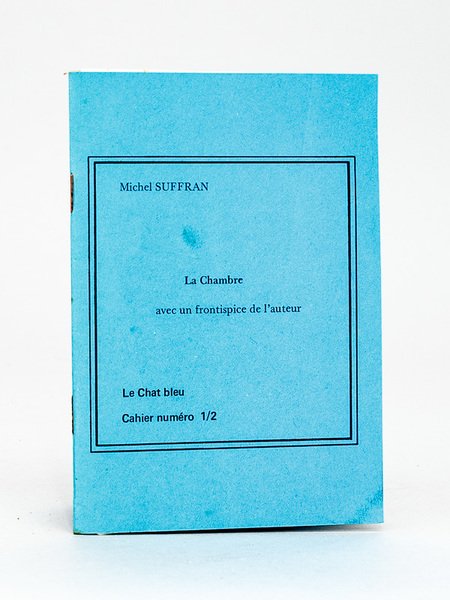 Michel SUFFRAN
La Chambre
avec un frontispice de l'auteur
Le Chat bleu
Cahier numéro 1/2